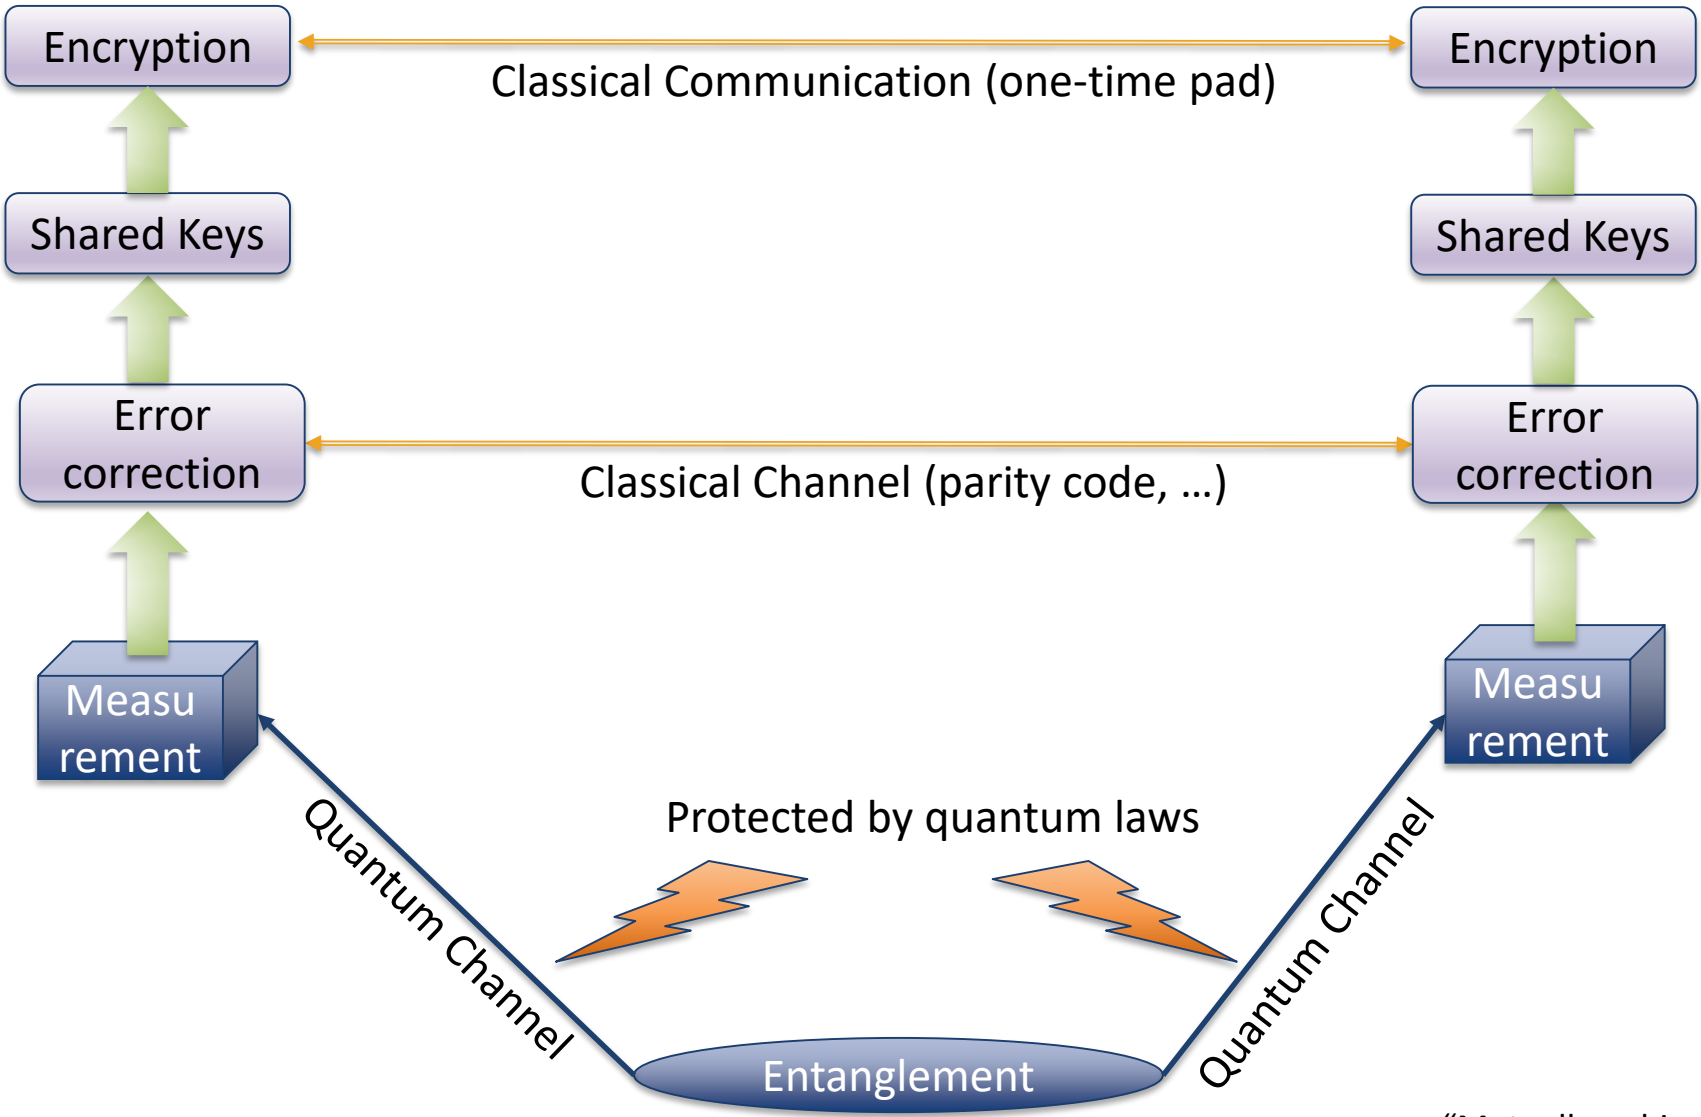 Encryption
Encryption
Classical Communication (one-time pad)
Shared Keys
Shared Keys
Error
correction
Error
correction
Classical Channel (parity code, …)
Measu
rement
Measu
rement
Protected by quantum laws
Quantum Channel
Quantum Channel
Entanglement